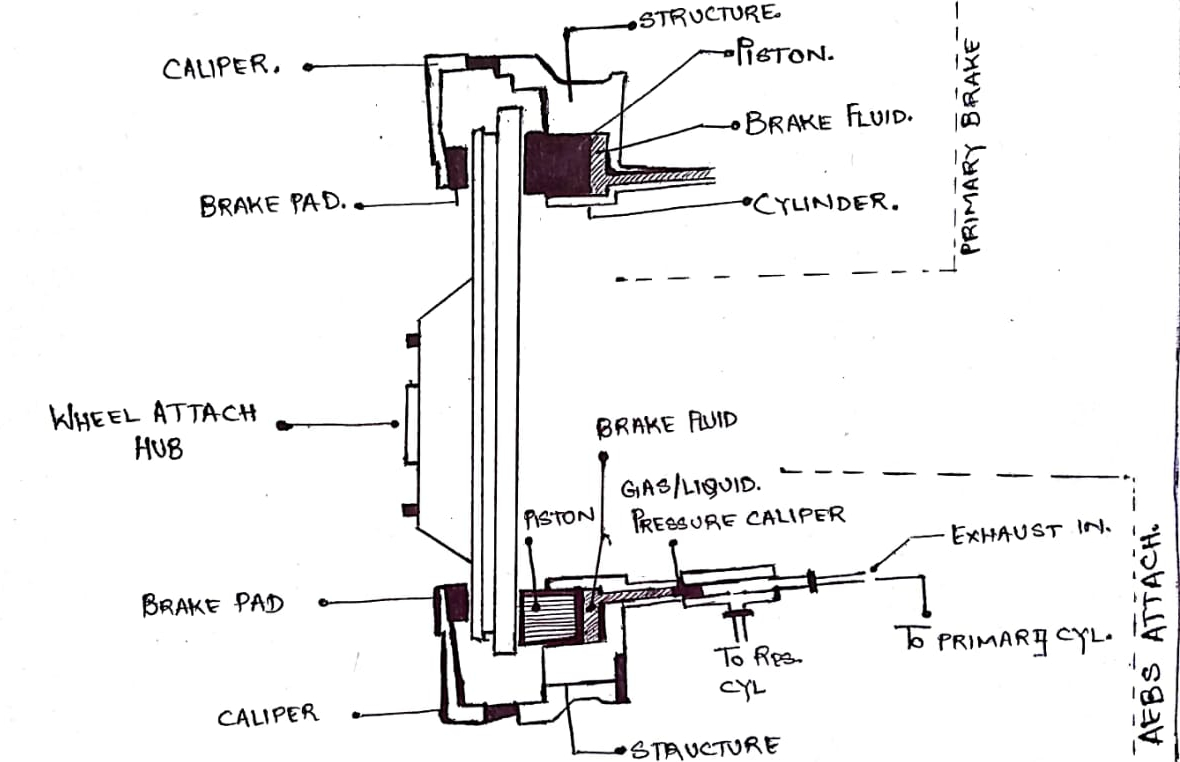 STRUCTURE.
CALIPER.
PISTON.
BRAKE FLUID.
BRAKE PAD.
CYLINDER.
PRIMARY BRAKE
WHEEL ATTACH
HUB
BRAKE FLUID
GAS/LIQUID.
PISTON
PRESSURE CALIPER
EXHAUST IN.
BRAKE PAD
TO PRIMARY CYL.
TO RES.
CYL
CALIPER
STRUCTURE
AEBS ATTACH.